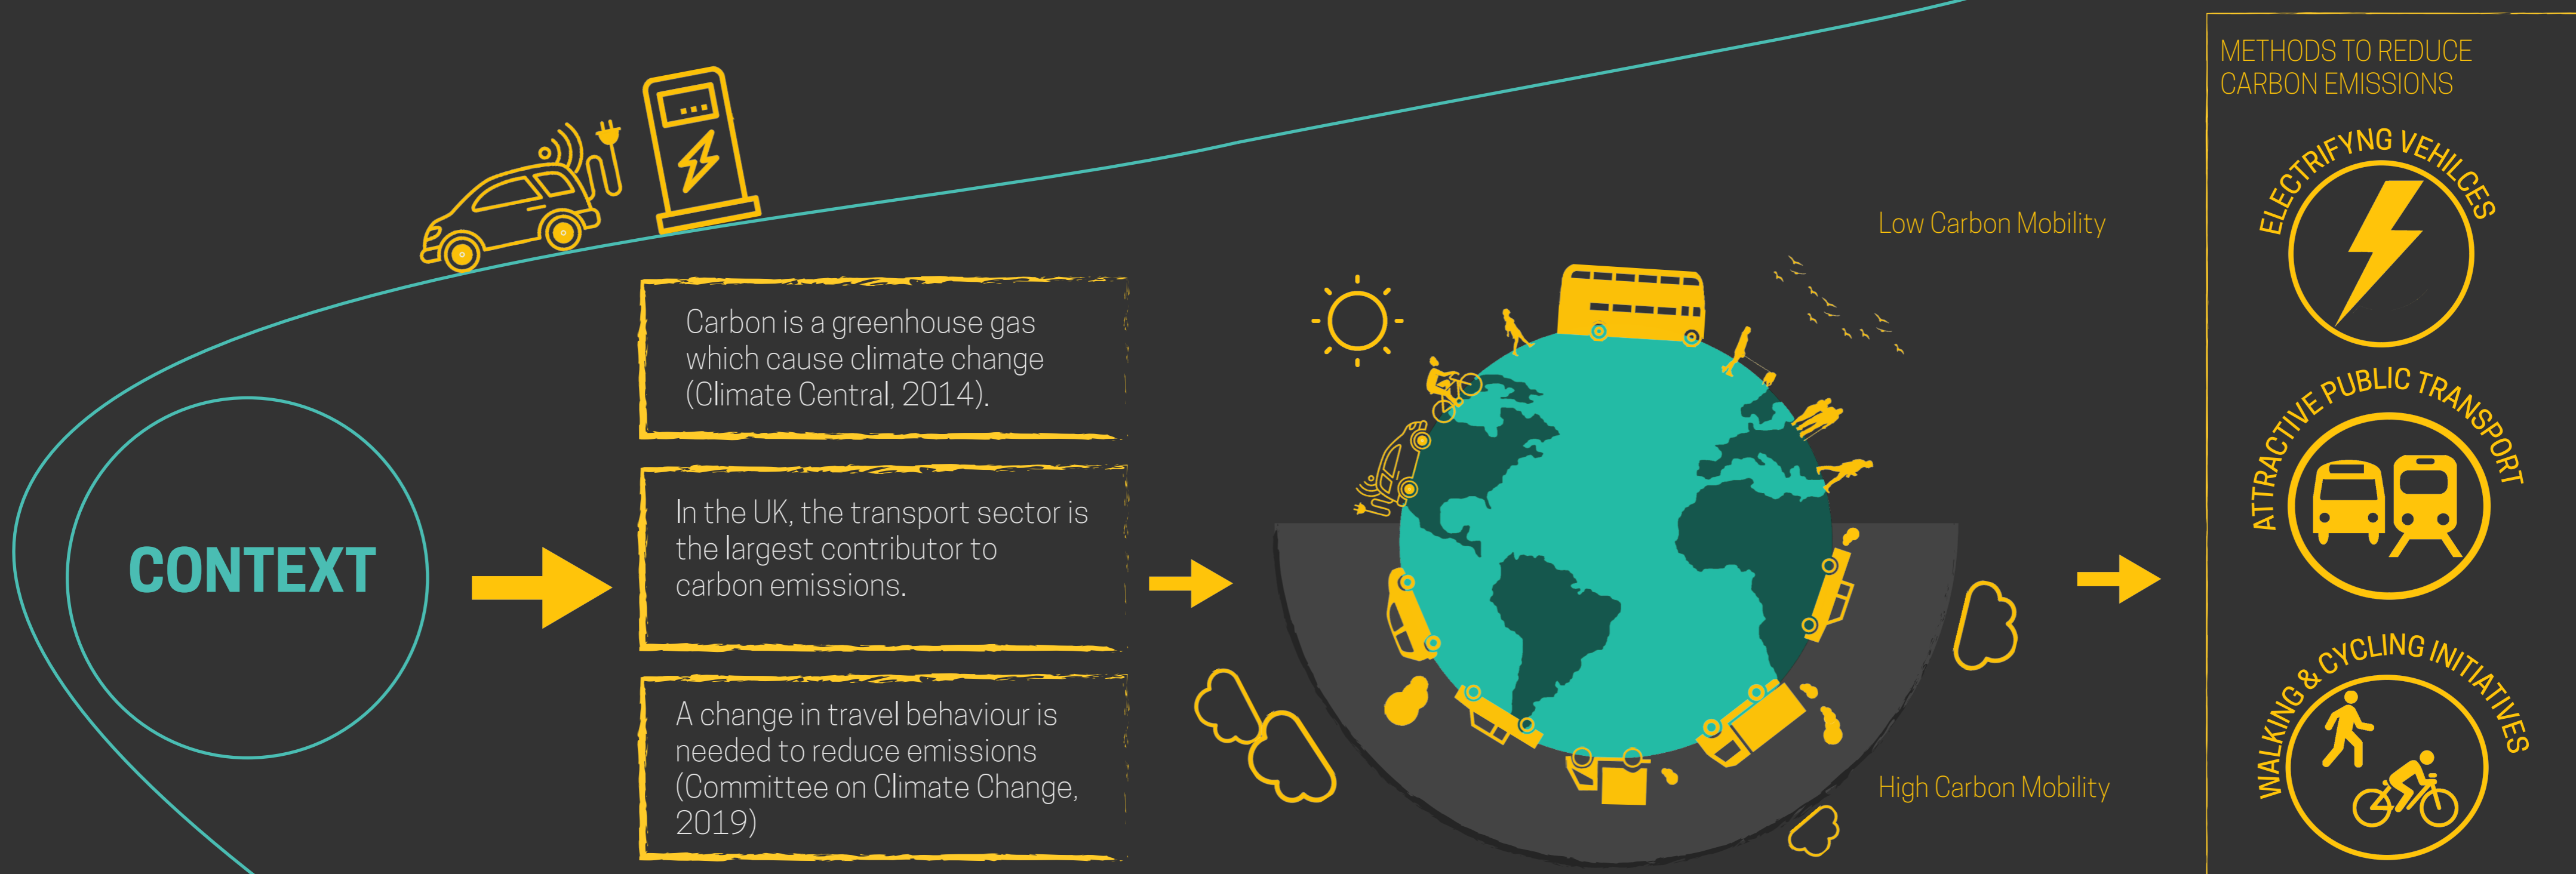 CONTEXT
Carbon is a greenhouse gas
which cause climate change
(Climate Central, 2014).
In the UK, the transport sector is
the largest contributor to
carbon emissions.
A change in travel behaviour is
needed to reduce emissions
(Committee on Climate Change,
2019)
Low Carbon Mobility
High Carbon Mobility
METHODS TO REDUCE
CARBON EMISSIONS
ELECTRIFYNG VEHILCES
ATTRACTIVE PUBLIC TRANSPORT
WALKING & CYCLING INITIATIVES